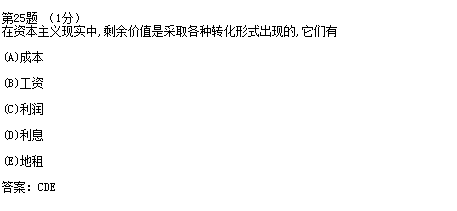 第25题 (1分)
在资本主义现实中,剩余价值是采取各种转化形式出现的,它们有
(A)成本
(B)工资
(C)利润
(D)利息
(E)地租
答案：CDE